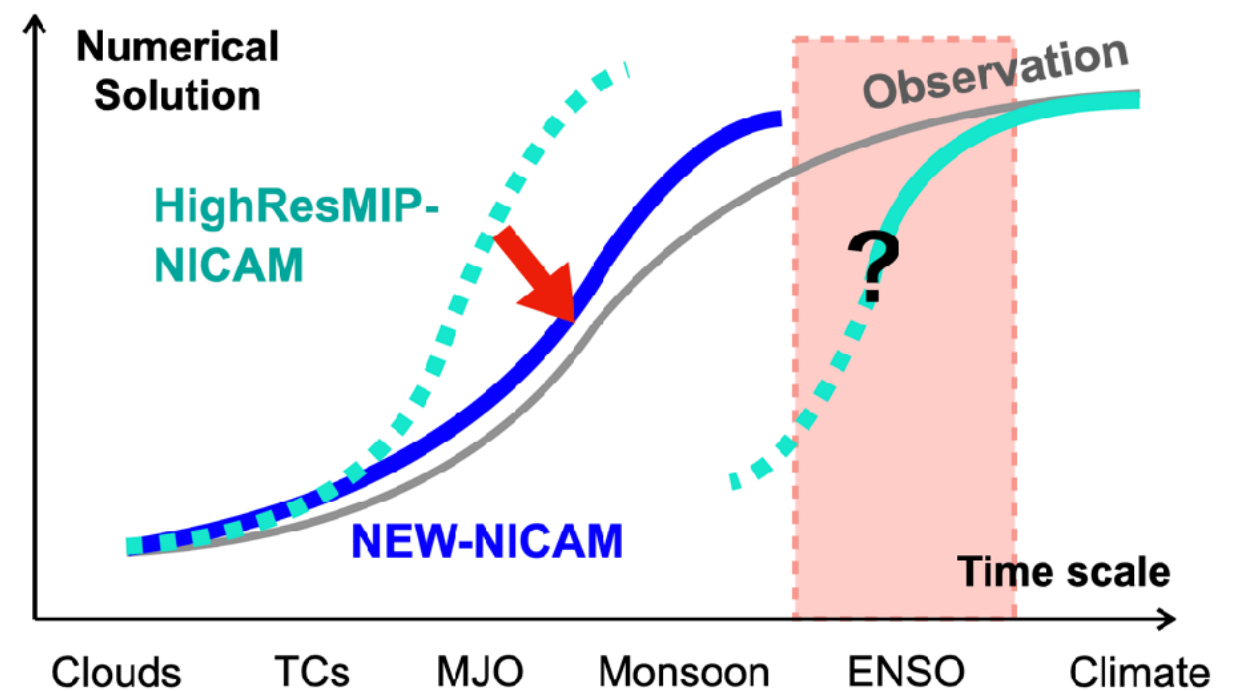 Numerical
Solution
Observation
HighResMIP-
NICAM
?
NEW-NICAM
Time scale
Clouds TCs MJO Monsoon ENSO Climate